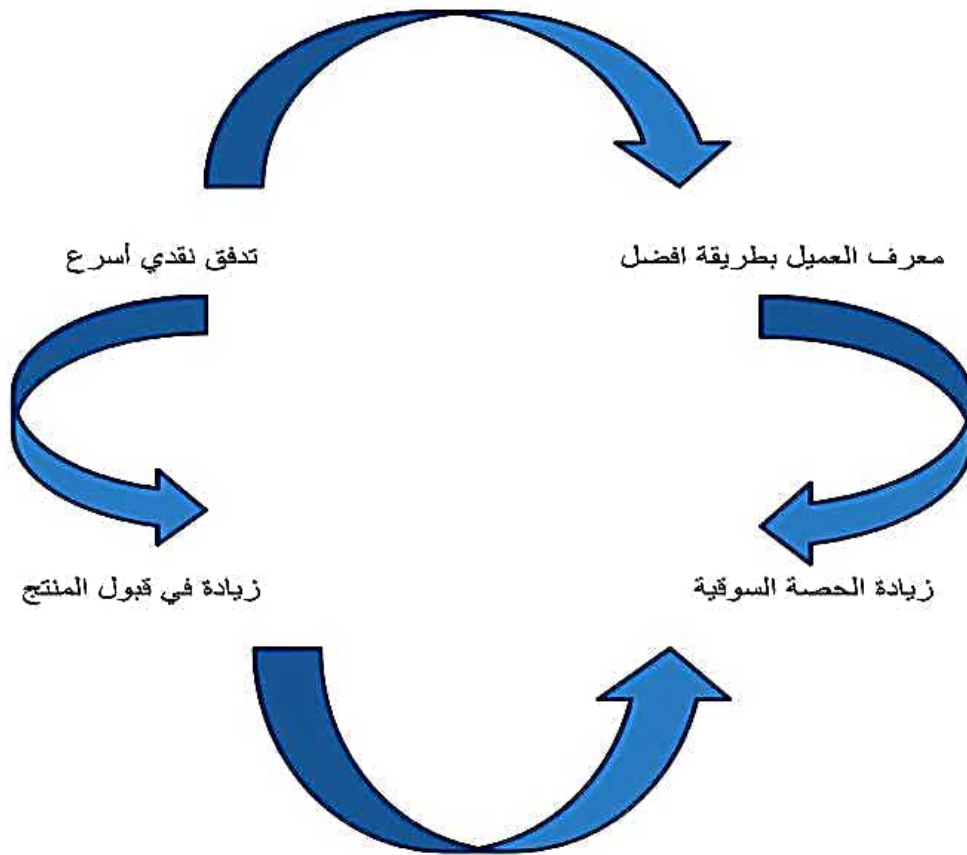 معرف العميل بطريقة افضل
تدفق نقدي أسرع
زيادة الحصة السوقية
زيادة في قبول المنتج